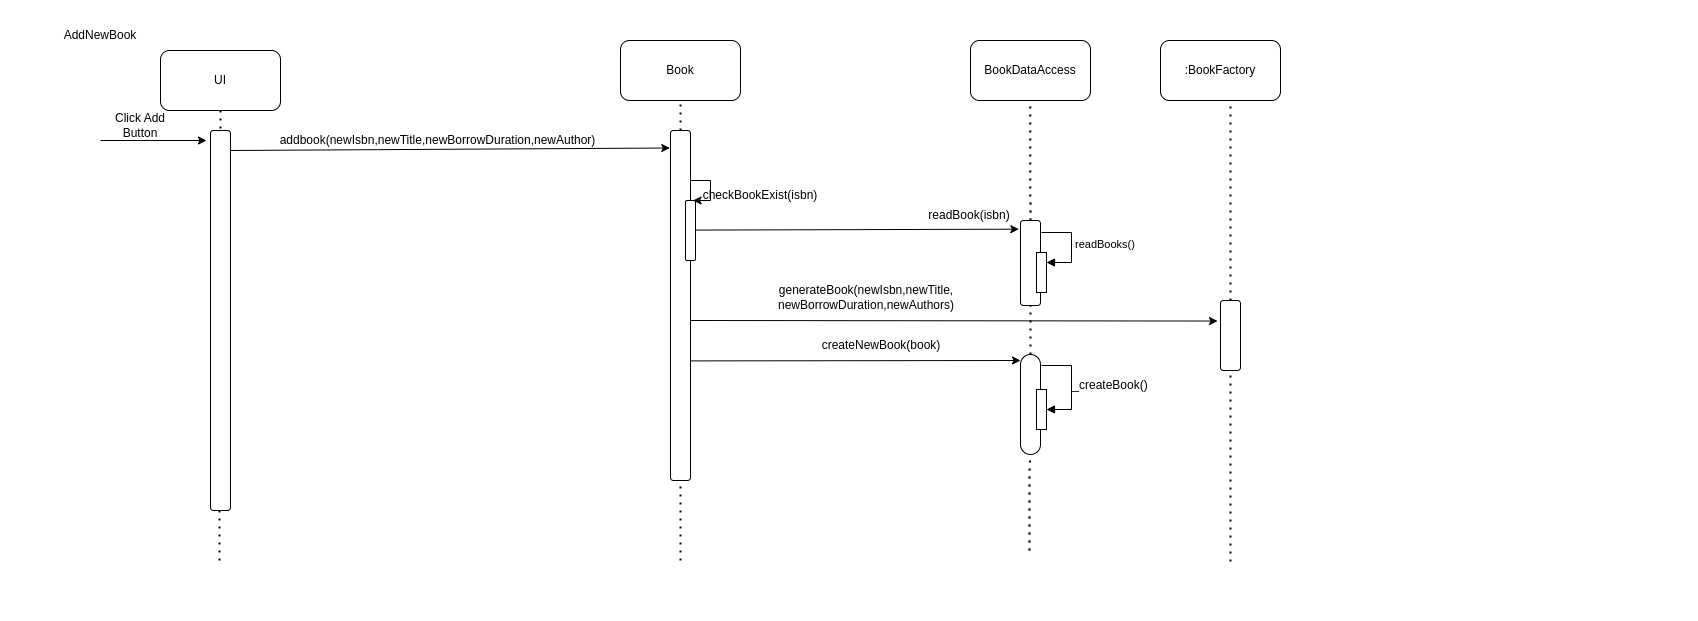 AddNewBook
UI
Book
BookDataAccess
:BookFactory
Click Add
Button
addbook(newIsbn,newTitle,newBorrowDuration,newAuthor)
checkBookExist(isbn)
readBook(isbn)
readBooks()
generateBook(newIsbn,newTitle,
newBorrowDuration,newAuthors)
createNewBook(book)
createBook()